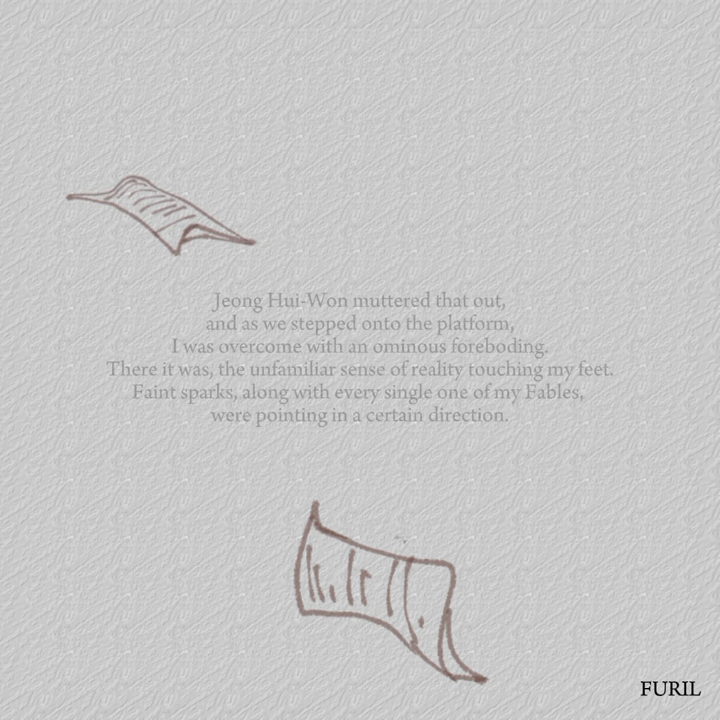 Jeong Hui-Won muttered that out,
and as we stepped onto the platform,
I was overcome with an ominous foreboding.
There it was, the unfamiliar sense of reality touching my feet.
Faint sparks, along with every single one of my Fables,
were pointing in a certain direction.
FURIL